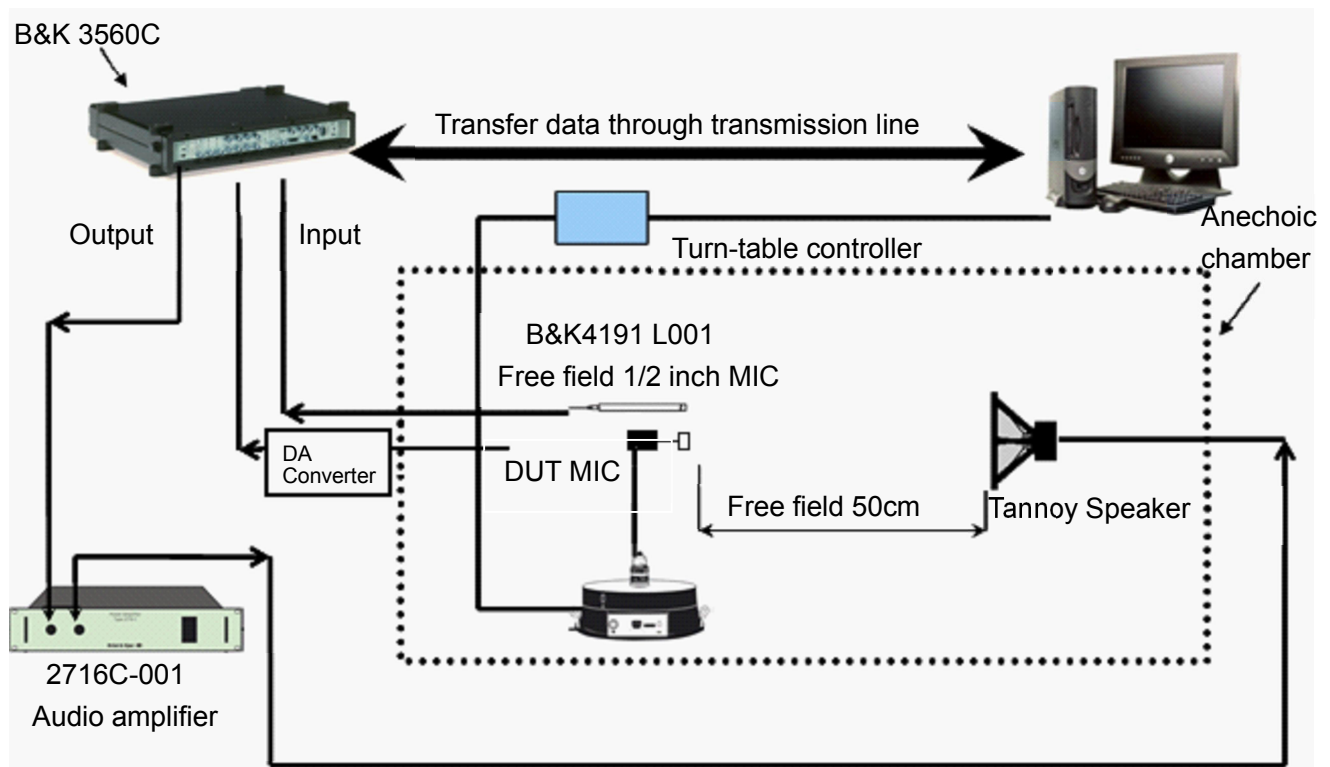 B&K 3560C
Transfer data through transmission line
Output
Input
Turn-table controller
Anechoic
chamber
B&K4191 L001
Free field 1/2 inch MIC
DA
Converter
DUT MIC
Free field 50cm
Tannoy Speaker
2716C-001
Audio amplifier